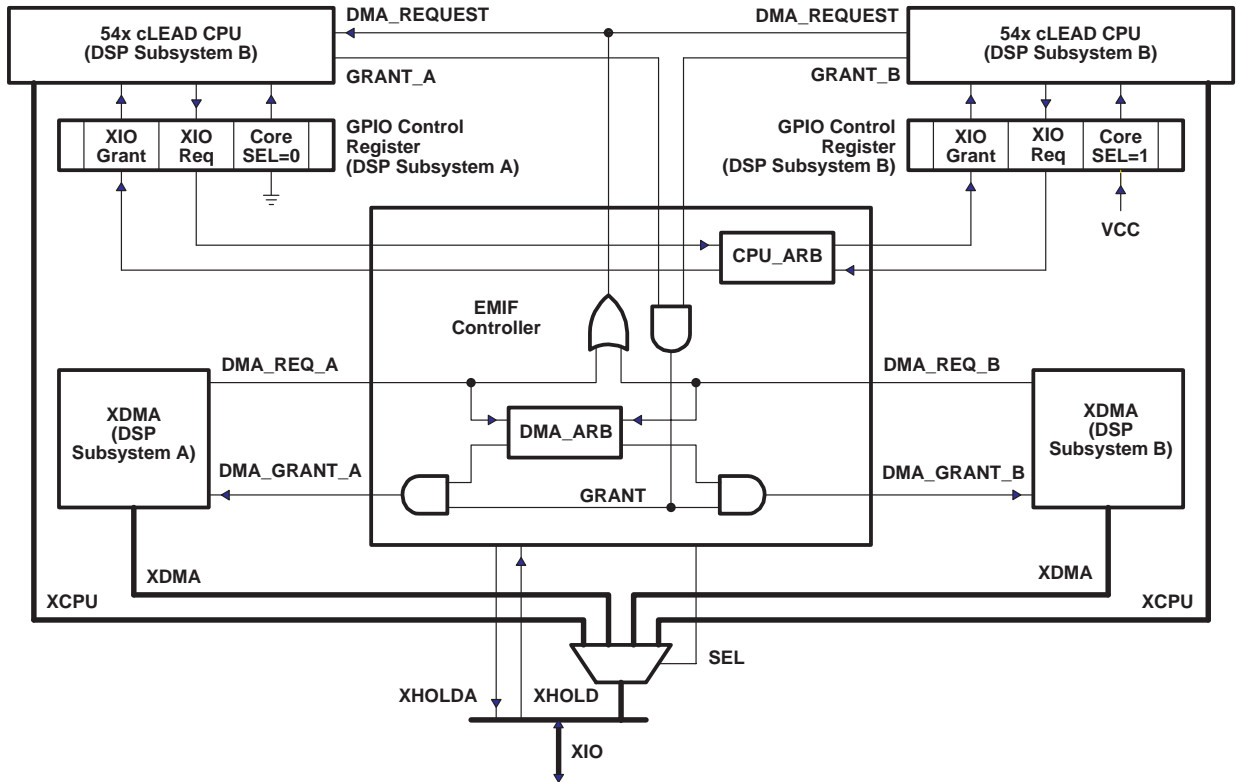 DMA_REQUEST
DMA_REQUEST
54x cLEAD CPU
(DSP Subsystem B)
54x cLEAD CPU
(DSP Subsystem B)
GRANT_A
GRANT_B
XIO
Grant
XIO
Req
Core
SEL=0
GPIO Control
Register
(DSP Subsystem A)
GPIO Control
Register
(DSP Subsystem B)
XIO
Grant
XIO
Req
Core
SEL=1
VCC
CPU_ARB
EMIF
Controller
DMA_REQ_A
DMA_REQ_B
XDMA
(DSP
Subsystem A)
DMA_ARB
XDMA
(DSP
Subsystem B)
DMA_GRANT_A
GRANT
DMA_GRANT_B
XDMA
XDMA
XCPU
XCPU
SEL
XHOLDA
XHOLD
XIO